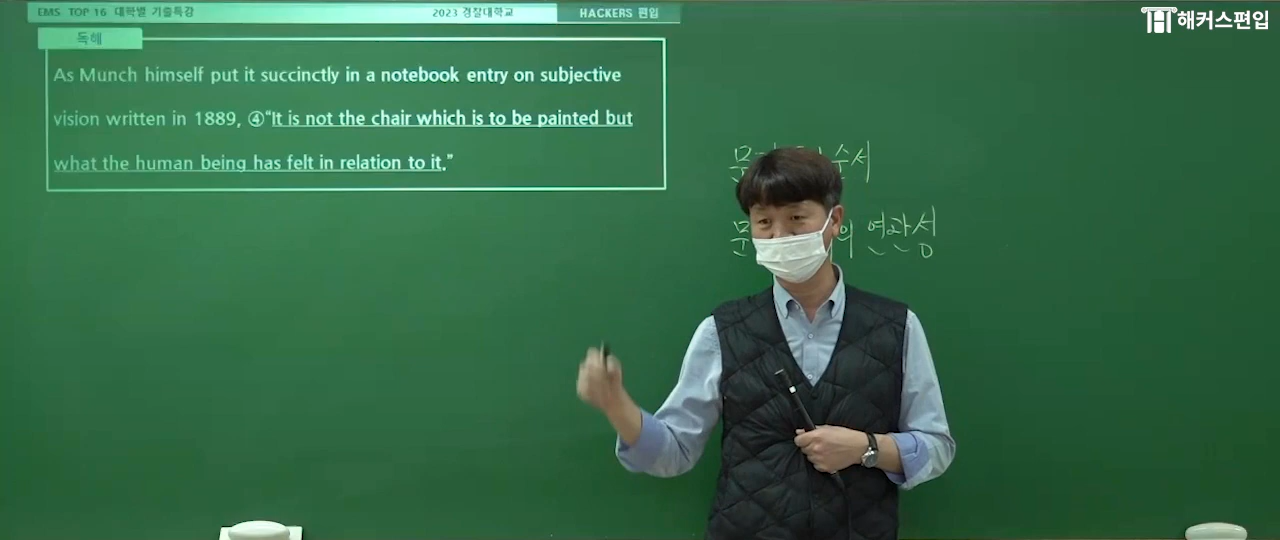 EMS TOP 16 대학별 기출특강
2023 경찰대학교
HACKERS 편입
해커스편입
독해
As Munch himself put it succinctly in a notebook entry on subjective
vision written in 1889, ④“It is not the chair which is to be painted but
what the human being has felt in relation to it.”
순서
의 연관성